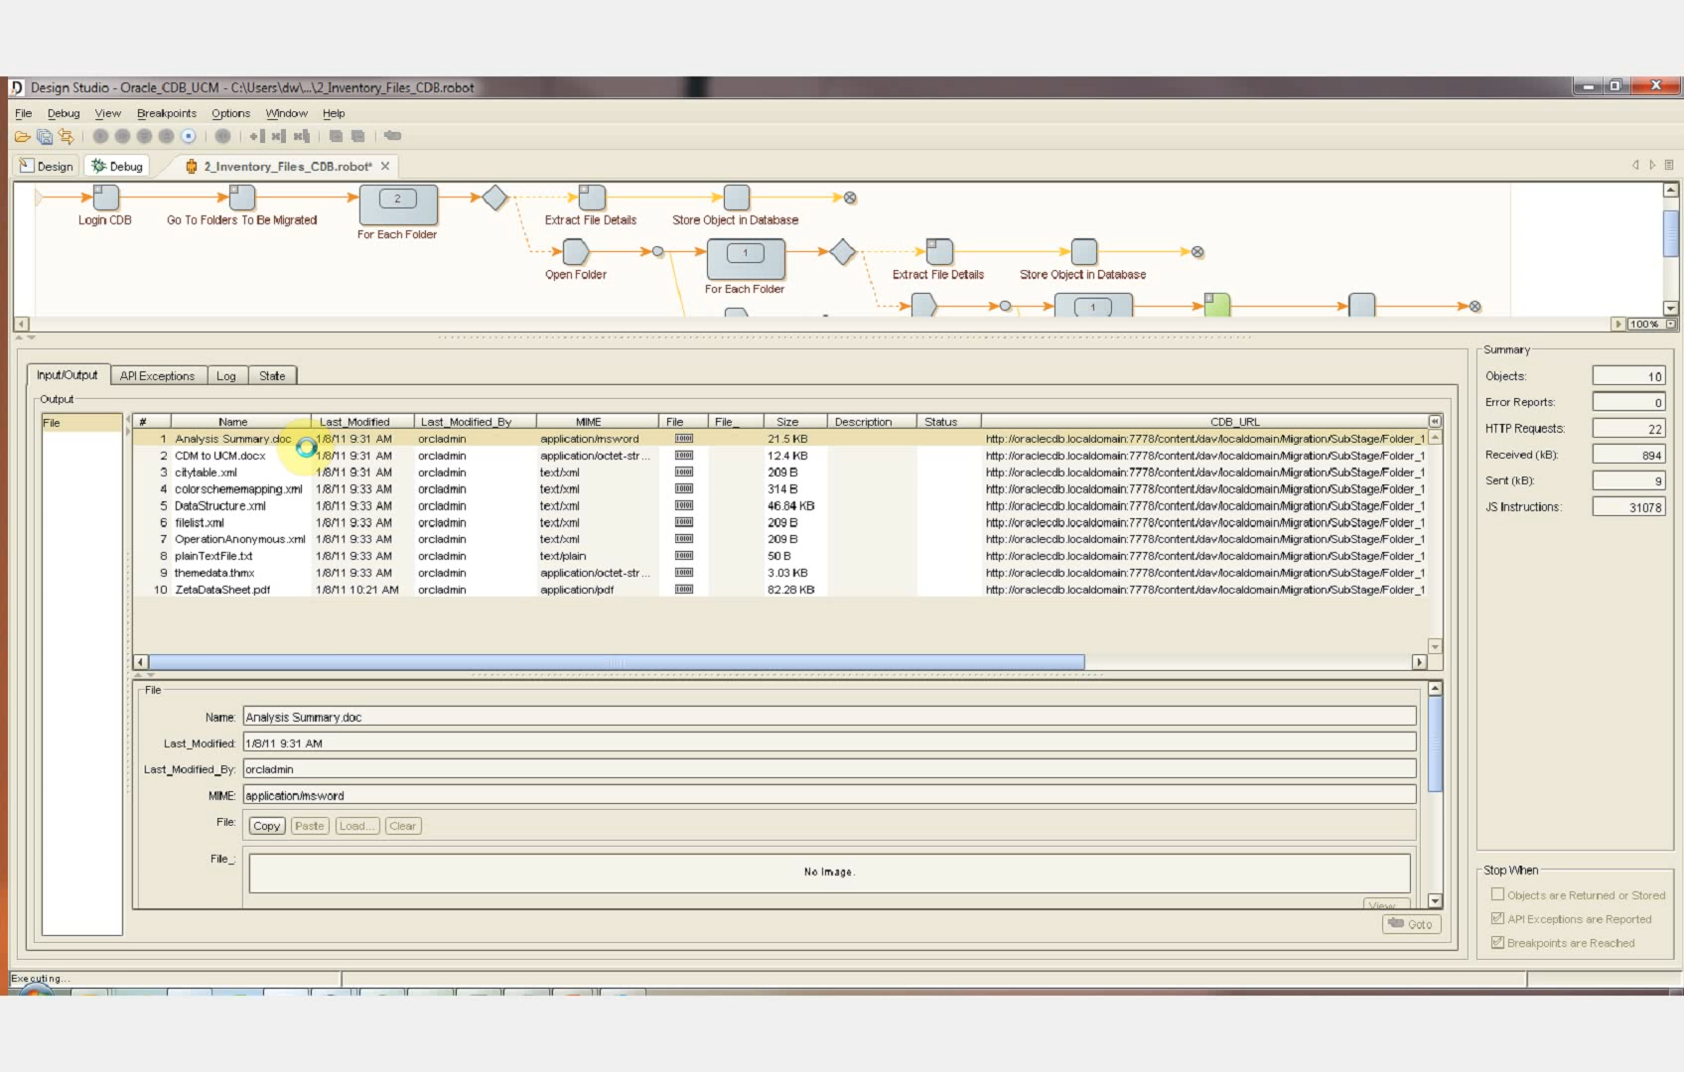 Design Studio - Oracle_CDB_UCM - C:\Users\dw\...\2_Inventory_Files_CDB.robot
File Debug View Breakpoints Options Window Help
Design Debug 2_Inventory_Files_CDB.robot*
2
Login CDB Go To Folders To Be Migrated For Each Folder Extract File Details Store Object in Database
1
Open Folder For Each Folder Extract File Details Store Object in Database
1
100%
Input/Output API Exceptions Log State
Output
File
# Name Last_Modified Last_Modified_By MIME File File_ Size Description Status CDB_URL
1 Analysis Summary.doc 1/8/11 9:31 AM orcladmin application/msword 21.5 KB http://oraclecdb.localdomain:7778/content/dav/localdomain/Migration/SubStage/Folder_1
2 CDM to UCM.docx 1/8/11 9:31 AM orcladmin application/octet-str... 12.4 KB http://oraclecdb.localdomain:7778/content/dav/localdomain/Migration/SubStage/Folder_1
3 citytable.xml 1/8/11 9:31 AM orcladmin text/xml 209 B http://oraclecdb.localdomain:7778/content/dav/localdomain/Migration/SubStage/Folder_1
4 colorschememapping.xml 1/8/11 9:33 AM orcladmin text/xml 314 B http://oraclecdb.localdomain:7778/content/dav/localdomain/Migration/SubStage/Folder_1
5 DataStructure.xml 1/8/11 9:33 AM orcladmin text/xml 46.84 KB http://oraclecdb.localdomain:7778/content/dav/localdomain/Migration/SubStage/Folder_1
6 filelist.xml 1/8/11 9:33 AM orcladmin text/xml 209 B http://oraclecdb.localdomain:7778/content/dav/localdomain/Migration/SubStage/Folder_1
7 OperationAnonymous.xml 1/8/11 9:33 AM orcladmin text/xml 209 B http://oraclecdb.localdomain:7778/content/dav/localdomain/Migration/SubStage/Folder_1
8 plainTextFile.txt 1/8/11 9:33 AM orcladmin text/plain 50 B http://oraclecdb.localdomain:7778/content/dav/localdomain/Migration/SubStage/Folder_1
9 themedata.thmx 1/8/11 9:33 AM orcladmin application/octet-str... 3.03 KB http://oraclecdb.localdomain:7778/content/dav/localdomain/Migration/SubStage/Folder_1
10 ZetaDataSheet.pdf 1/8/11 10:21 AM orcladmin application/pdf 82.28 KB http://oraclecdb.localdomain:7778/content/dav/localdomain/Migration/SubStage/Folder_1
File
Name: Analysis Summary.doc
Last_Modified: 1/8/11 9:31 AM
Last_Modified_By: orcladmin
MIME: application/msword
File: Copy Paste Load... Clear
File_: No Image.
View...
Goto
Summary
Objects: 10
Error Reports: 0
HTTP Requests: 22
Received (kB): 894
Sent (kB): 9
JS Instructions: 31078
Stop When
Objects are Returned or Stored
API Exceptions are Reported
Breakpoints are Reached
Executing...